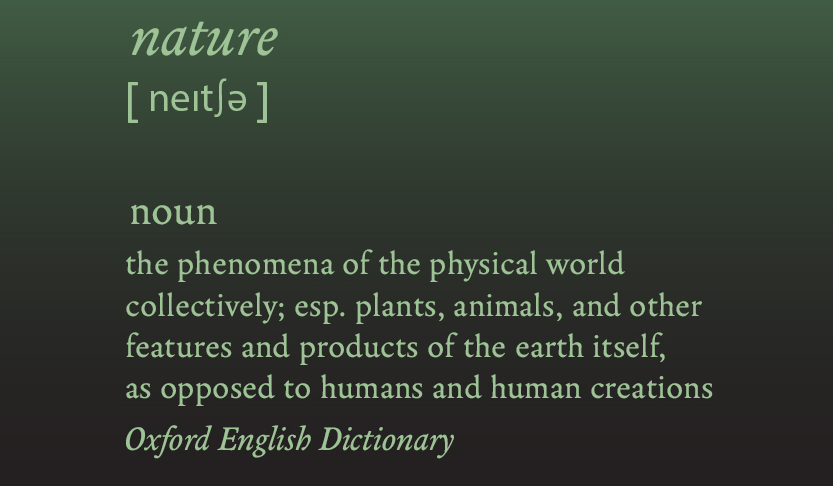 nature
[ neɪtʃə ]
noun
the phenomena of the physical world
collectively; esp. plants, animals, and other
features and products of the earth itself,
as opposed to humans and human creations
Oxford English Dictionary